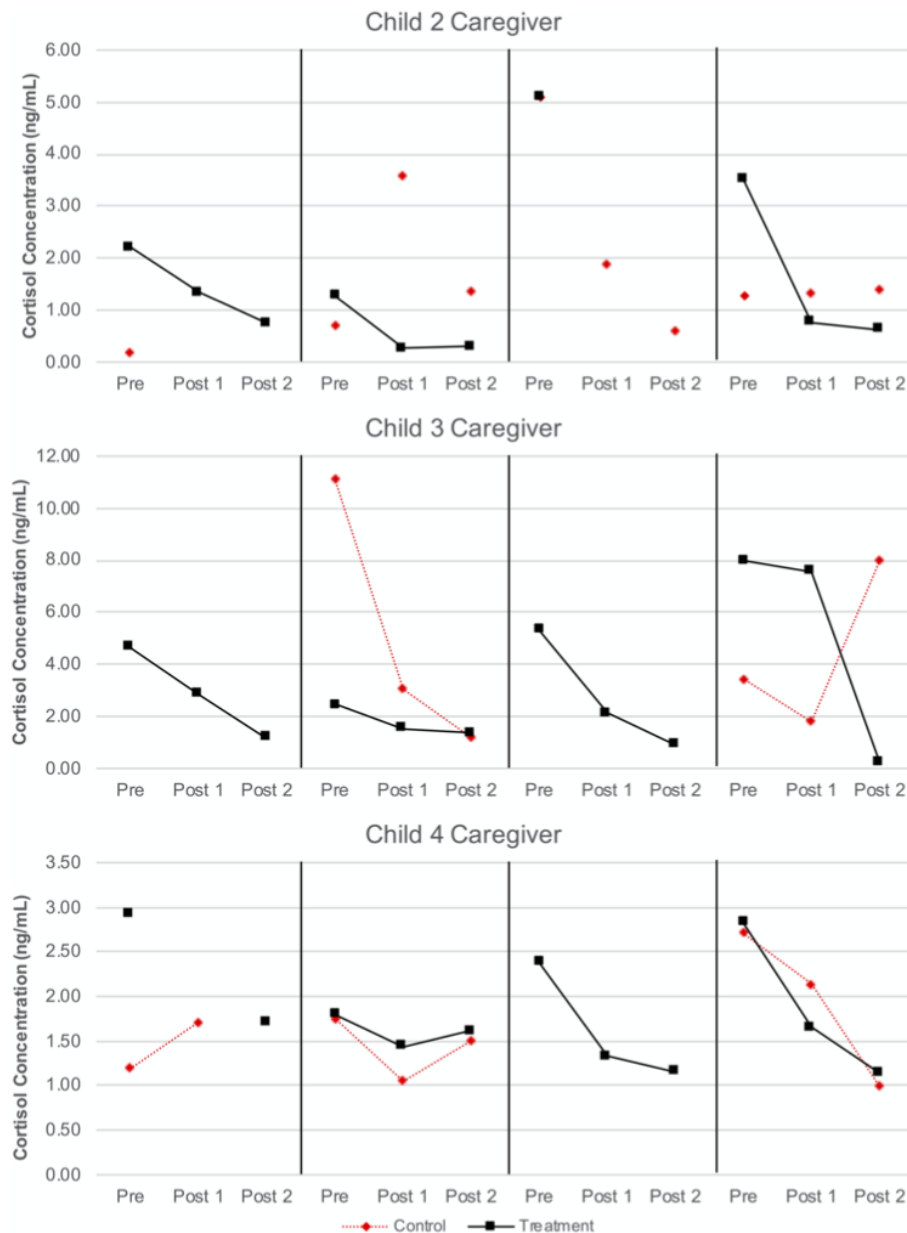 Child 2 Caregiver
Cortisol Concentration (ng/mL)
6.00
5.00
4.00
3.00
2.00
1.00
0.00
Pre Post 1 Post 2 Pre Post 1 Post 2 Pre Post 1 Post 2 Pre Post 1 Post 2
Child 3 Caregiver
Cortisol Concentration (ng/mL)
12.00
10.00
8.00
6.00
4.00
2.00
0.00
Pre Post 1 Post 2 Pre Post 1 Post 2 Pre Post 1 Post 2 Pre Post 1 Post 2
Child 4 Caregiver
Cortisol Concentration (ng/mL)
3.50
3.00
2.50
2.00
1.50
1.00
0.50
0.00
Pre Post 1 Post 2 Pre Post 1 Post 2 Pre Post 1 Post 2 Pre Post 1 Post 2
Control Treatment